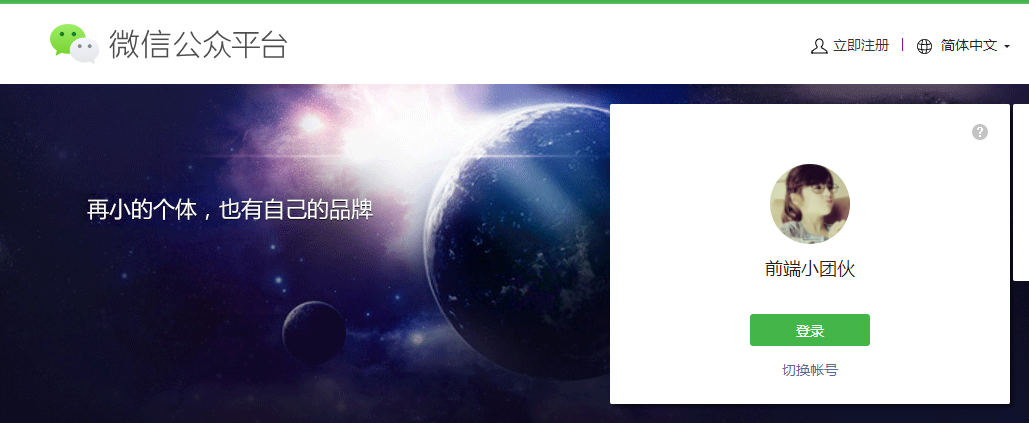 微信公众平台
立即注册
简体中文
再小的个体，也有自己的品牌
?
前端小团伙
登录
切换帐号